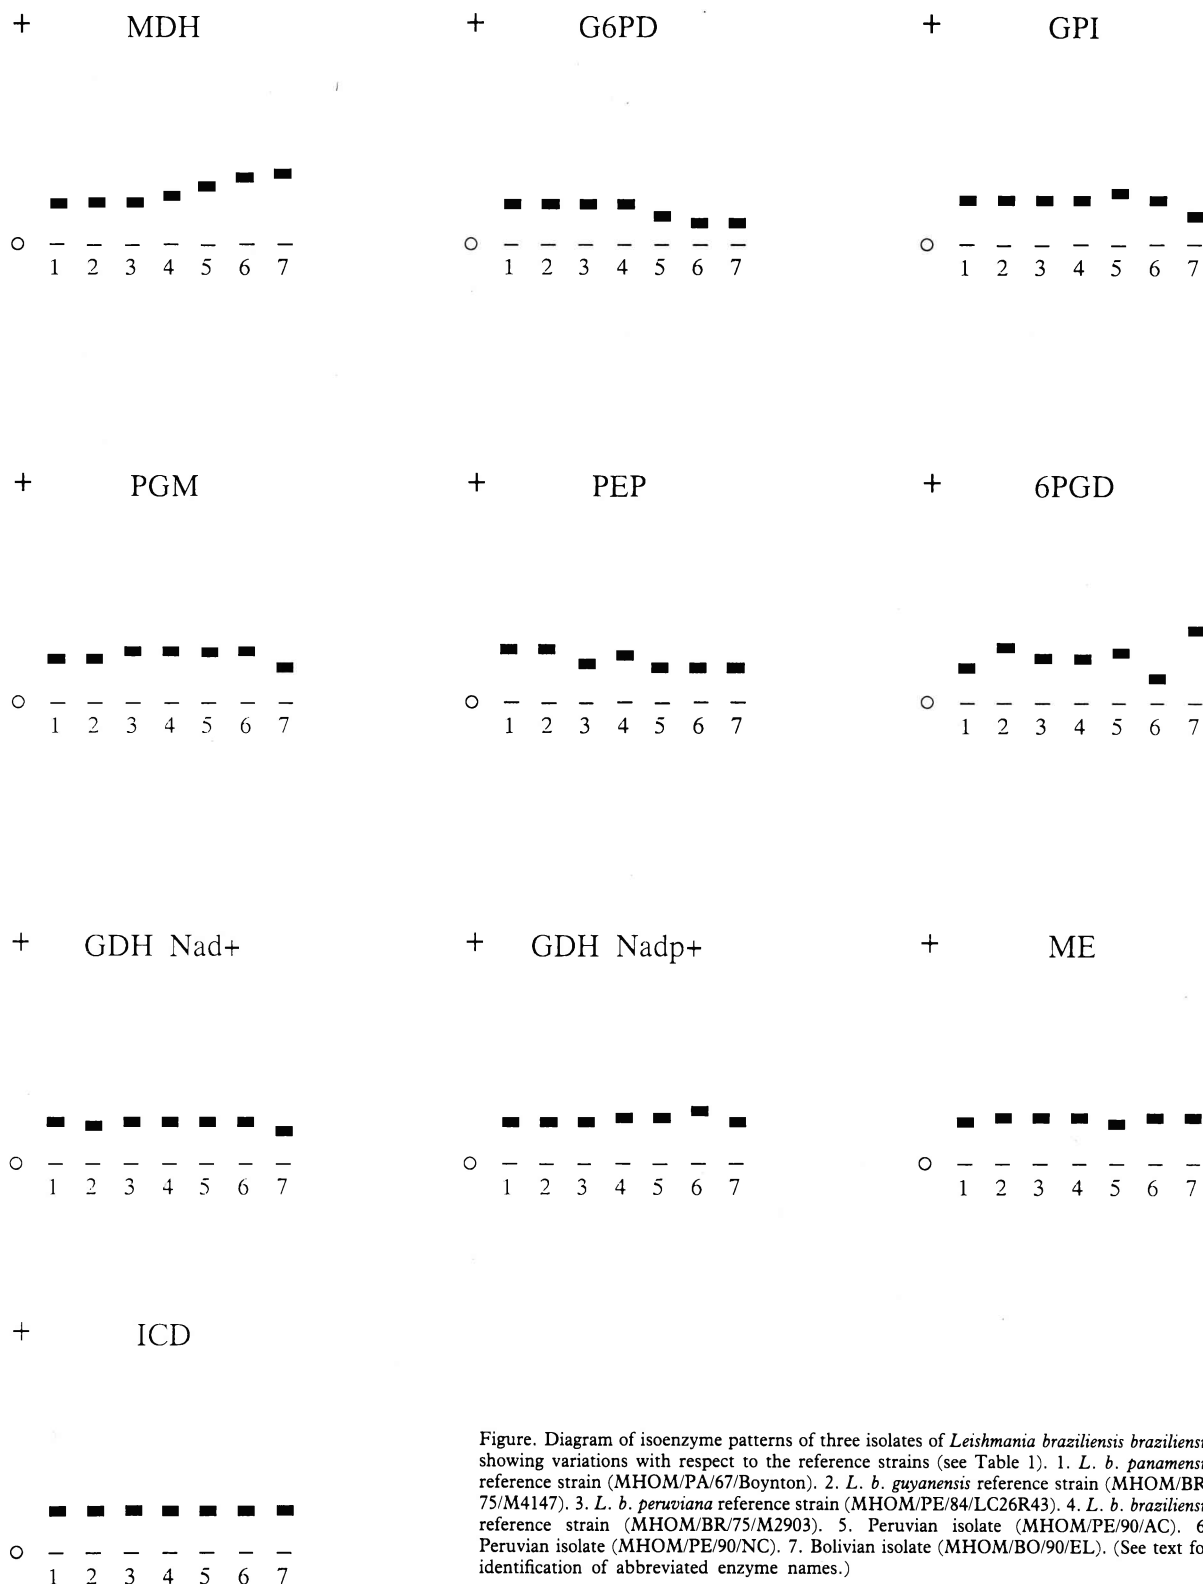 + MDH + G6PD + GPI
○ – – – – – – – ○ – – – – – – – ○ – – – – – – –
1 2 3 4 5 6 7 1 2 3 4 5 6 7 1 2 3 4 5 6 7
+ PGM + PEP + 6PGD
○ – – – – – – – ○ – – – – – – – ○ – – – – – – –
1 2 3 4 5 6 7 1 2 3 4 5 6 7 1 2 3 4 5 6 7
+ GDH Nad+ + GDH Nadp+ + ME
○ – – – – – – – ○ – – – – – – – ○ – – – – – – –
1 2 3 4 5 6 7 1 2 3 4 5 6 7 1 2 3 4 5 6 7
+ ICD
○ – – – – – – –
1 2 3 4 5 6 7
Figure. Diagram of isoenzyme patterns of three isolates of Leishmania braziliensis braziliensi
showing variations with respect to the reference strains (see Table 1). 1. L. b. panamensi
reference strain (MHOM/PA/67/Boynton). 2. L. b. guyanensis reference strain (MHOM/BR
75/M4147). 3. L. b. peruviana reference strain (MHOM/PE/84/LC26R43). 4. L. b. braziliensi
reference strain (MHOM/BR/75/M2903). 5. Peruvian isolate (MHOM/PE/90/AC). 6
Peruvian isolate (MHOM/PE/90/NC). 7. Bolivian isolate (MHOM/BO/90/EL). (See text fo
identification of abbreviated enzyme names.)